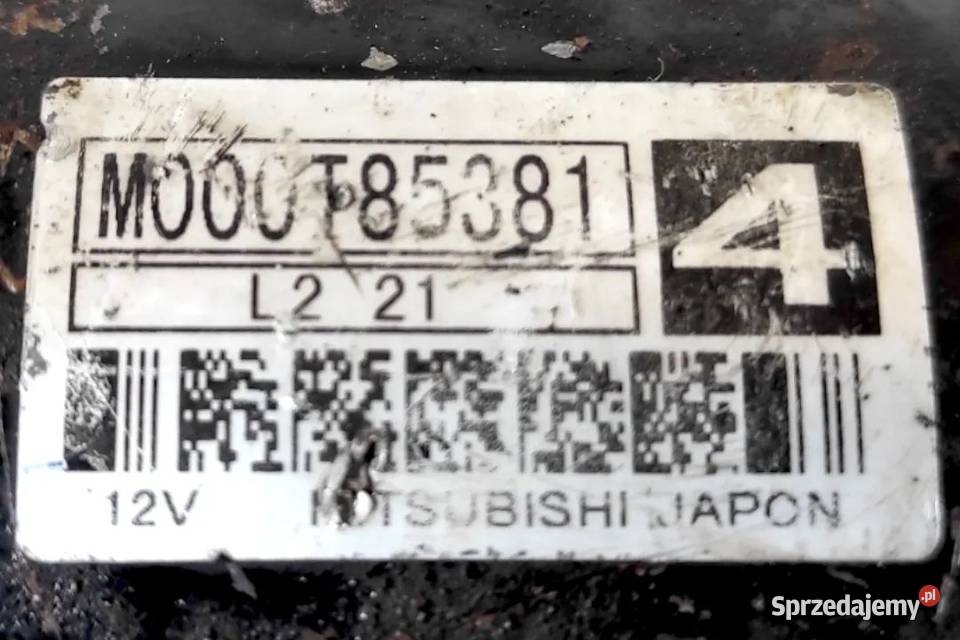 M000T85381
4
L2 21
12V MITSUBISHI JAPON
Sprzedajemy.pl